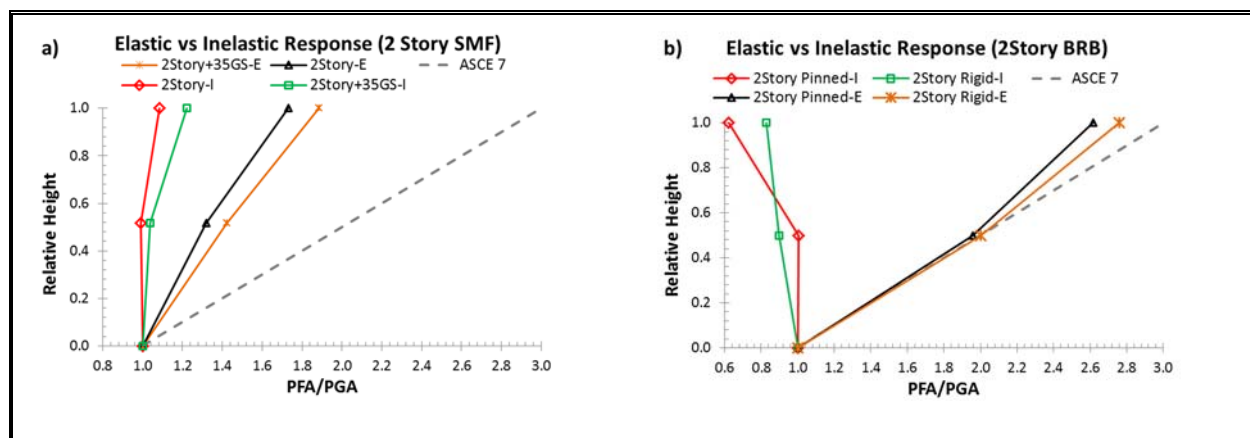 a)
Elastic vs Inelastic Response (2 Story SMF)
2Story+35GS-E 2Story-E ASCE 7
2Story-I 2Story+35GS-I
1.0
0.8
0.6
0.4
0.2
0.0
Relative Height
0.8 1.0 1.2 1.4 1.6 1.8 2.0 2.2 2.4 2.6 2.8 3.0
PFA/PGA
b)
Elastic vs Inelastic Response (2Story BRB)
2Story Pinned-I 2Story Rigid-I ASCE 7
2Story Pinned-E 2Story Rigid-E
1.0
0.8
0.6
0.4
0.2
0.0
Relative Height
0.6 0.8 1.0 1.2 1.4 1.6 1.8 2.0 2.2 2.4 2.6 2.8 3.0
PFA/PGA